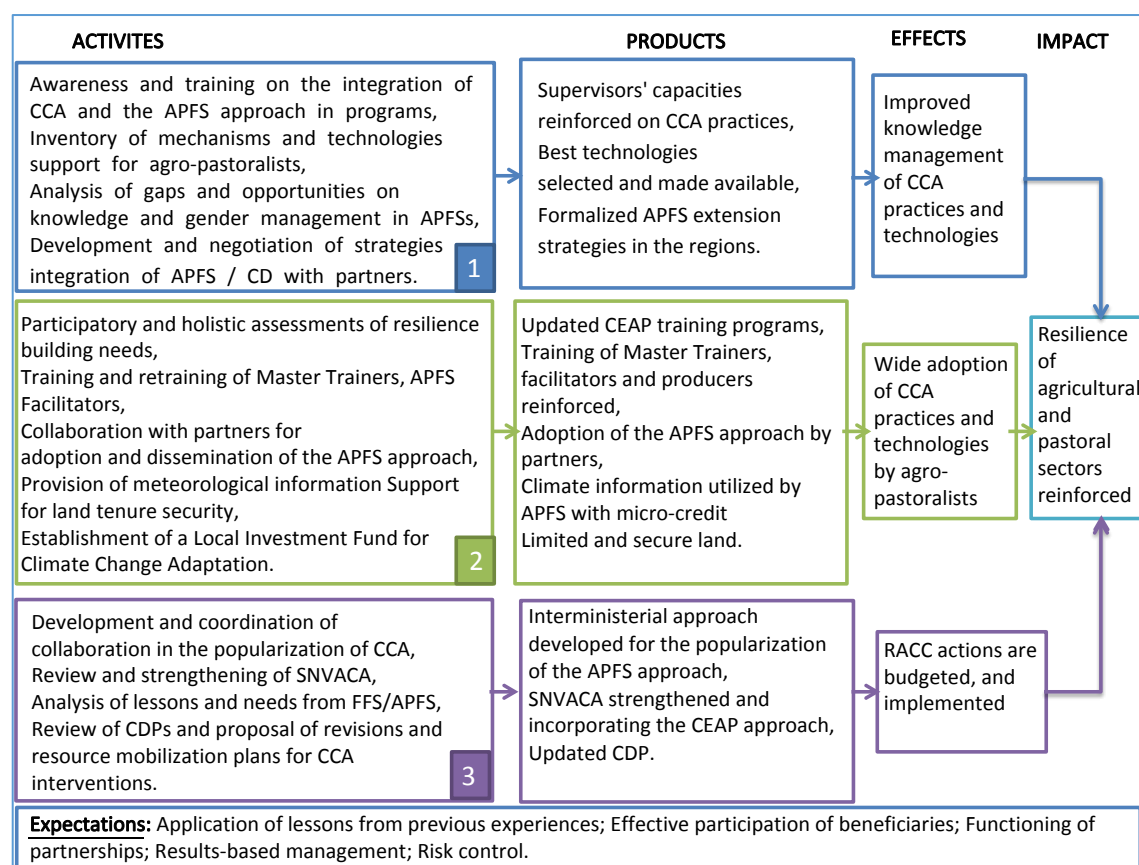 ACTIVITES
PRODUCTS
EFFECTS
IMPACT
Awareness and training on the integration of
CCA and the APFS approach in programs,
Inventory of mechanisms and technologies
support for agro-pastoralists,
Analysis of gaps and opportunities on
knowledge and gender management in APFSs,
Development and negotiation of strategies
integration of APFS / CD with partners.
1
Supervisors' capacities
reinforced on CCA practices,
Best technologies
selected and made available,
Formalized APFS extension
strategies in the regions.
Improved
knowledge
management
of CCA
practices and
technologies
Participatory and holistic assessments of resilience
building needs,
Training and retraining of Master Trainers, APFS
Facilitators,
Collaboration with partners for
adoption and dissemination of the APFS approach,
Provision of meteorological information Support
for land tenure security,
Establishment of a Local Investment Fund for
Climate Change Adaptation.
2
Updated CEAP training programs,
Training of Master Trainers,
facilitators and producers
reinforced,
Adoption of the APFS approach by
partners,
Climate information utilized by
APFS with micro-credit
Limited and secure land.
Wide adoption
of CCA
practices and
technologies
by agro-
pastoralists
Resilience
of
agricultural
and
pastoral
sectors
reinforced
Development and coordination of
collaboration in the popularization of CCA,
Review and strengthening of SNVACA,
Analysis of lessons and needs from FFS/APFS,
Review of CDPs and proposal of revisions and
resource mobilization plans for CCA
interventions.
3
Interministerial approach
developed for the popularization
of the APFS approach,
SNVACA strengthened and
incorporating the CEAP approach,
Updated CDP.
RACC actions are
budgeted, and
implemented
Expectations: Application of lessons from previous experiences; Effective participation of beneficiaries; Functioning of
partnerships; Results-based management; Risk control.